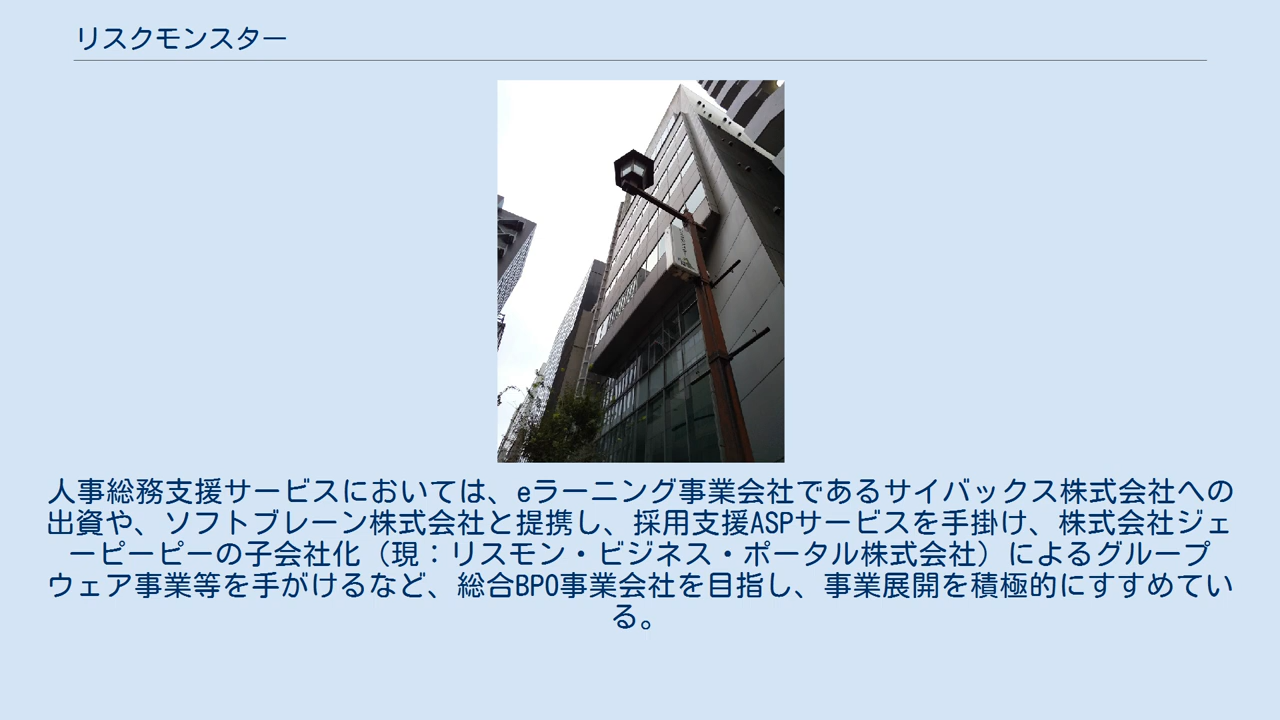 リスクモンスター
人事総務支援サービスにおいては、eラーニング事業会社であるサイバックス株式会社への
出資や、ソフトブレーン株式会社と提携し、採用支援ASPサービスを手掛け、株式会社ジェ
ーピーピーの子会社化（現：リスモン・ビジネス・ポータル株式会社）によるグループ
ウェア事業等を手がけるなど、総合BPO事業会社を目指し、事業展開を積極的にすすめてい
る。